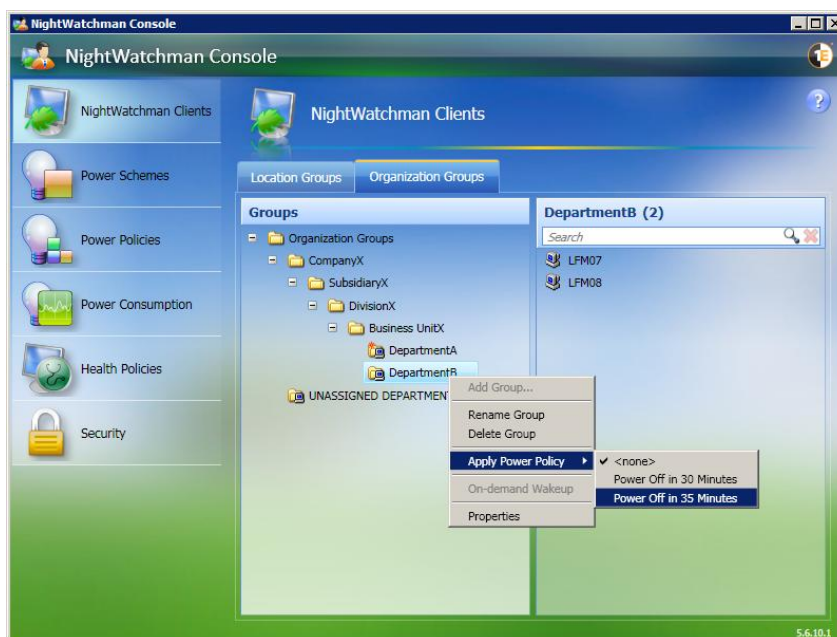 NightWatchman Console
NightWatchman Console
1E
NightWatchman Clients
Power Schemes
Power Policies
Power Consumption
Health Policies
Security
NightWatchman Clients
?
Location Groups
Organization Groups
Groups
Organization Groups
CompanyX
SubsidiaryX
DivisionX
Business UnitX
DepartmentA
DepartmentB
UNASSIGNED DEPARTMEN
DepartmentB (2)
Search
LFM07
LFM08
Add Group...
Rename Group
Delete Group
Apply Power Policy
On-demand Wakeup
Properties
<none>
Power Off in 30 Minutes
Power Off in 35 Minutes
5.6.10.1